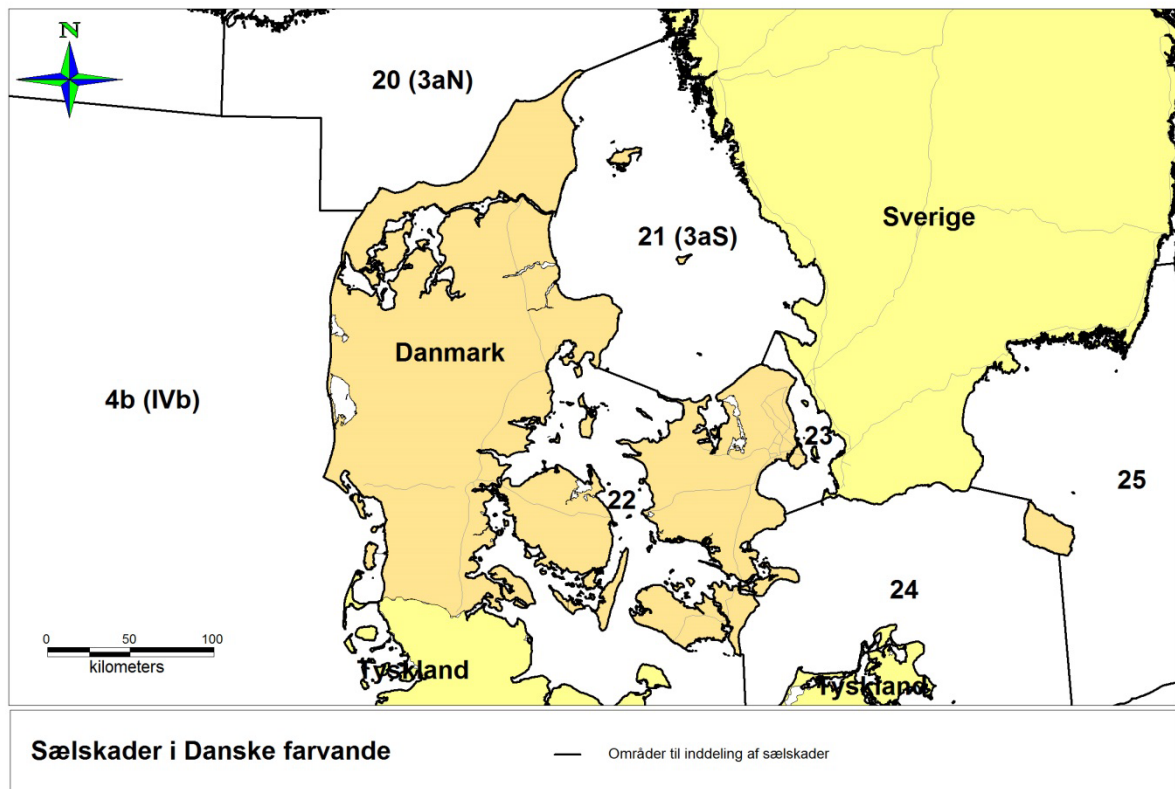 N
20 (3aN)
Sverige
21 (3aS)
Danmark
4b (IVb)
23
25
22
24
0 50 100
kilometers
Tyskland
Tyskland
Sælskader i Danske farvande
Områder til inddeling af sælskader